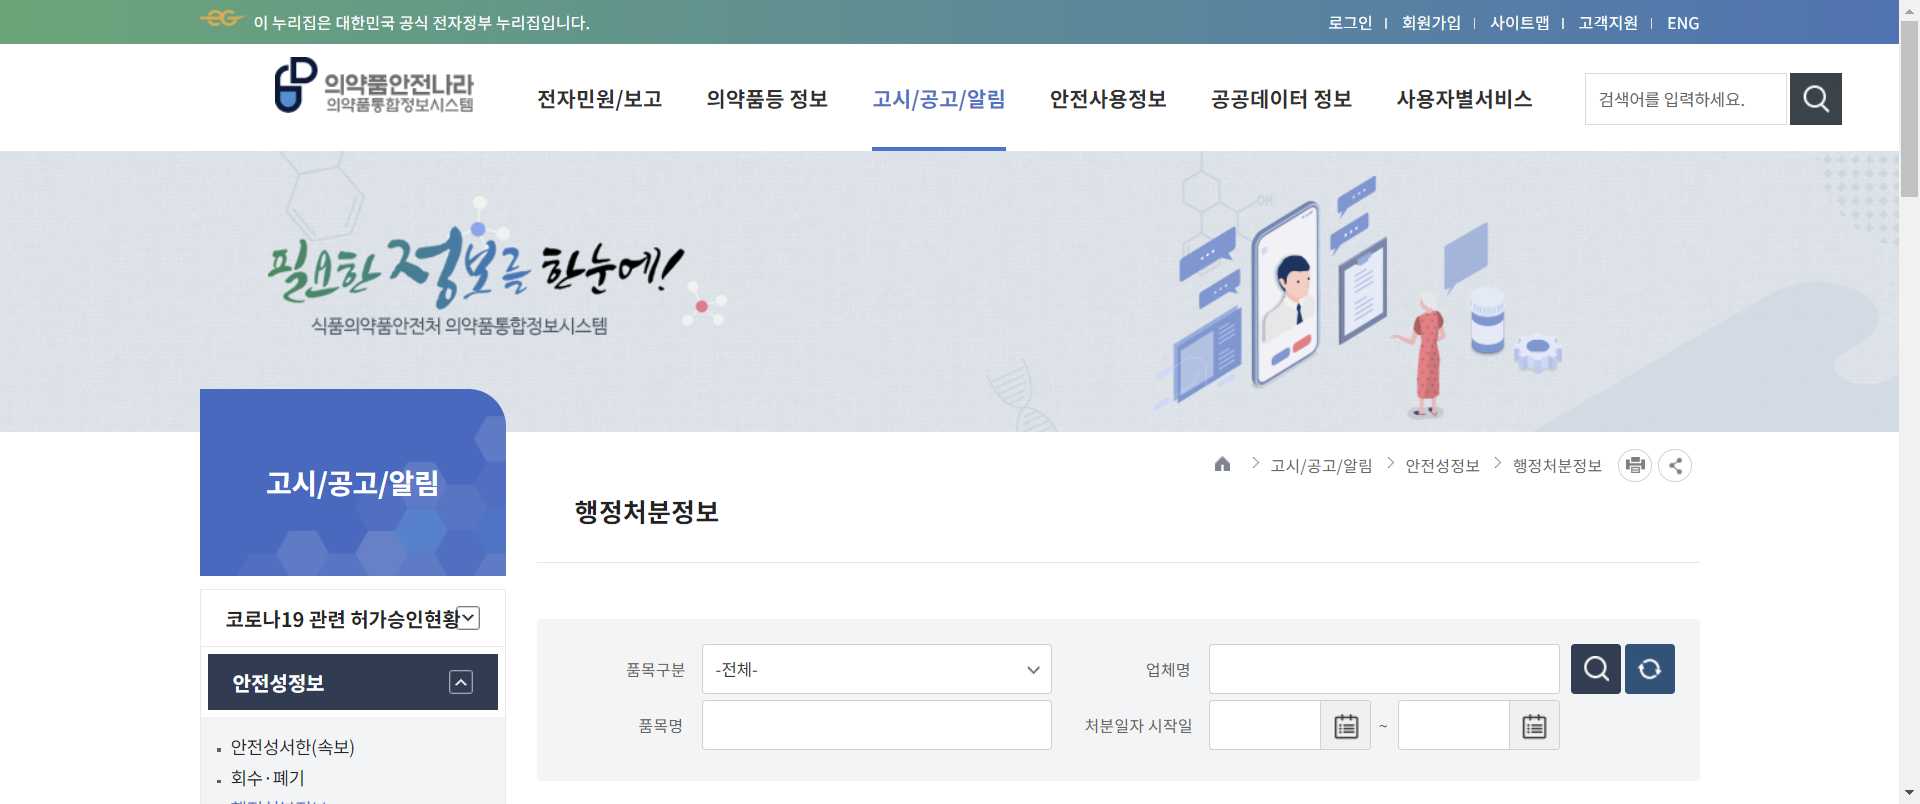 이 누리집은 대한민국 공식 전자정부 누리집입니다.
로그인 회원가입 사이트맵 고객지원 ENG
의약품안전나라
의약품통합정보시스템
전자민원/보고 의약품등 정보 고시/공고/알림 안전사용정보 공공데이터 정보 사용자별서비스
검색어를 입력하세요.
필요한 정보를 한눈에!
식품의약품안전처 의약품통합정보시스템
OH
고시/공고/알림
고시/공고/알림 안전성정보 행정처분정보
행정처분정보
코로나19 관련 허가승인현황
안전성정보
안전성서한(속보)
회수·폐기
품목구분 -전체- 업체명
품목명 처분일자 시작일 ~